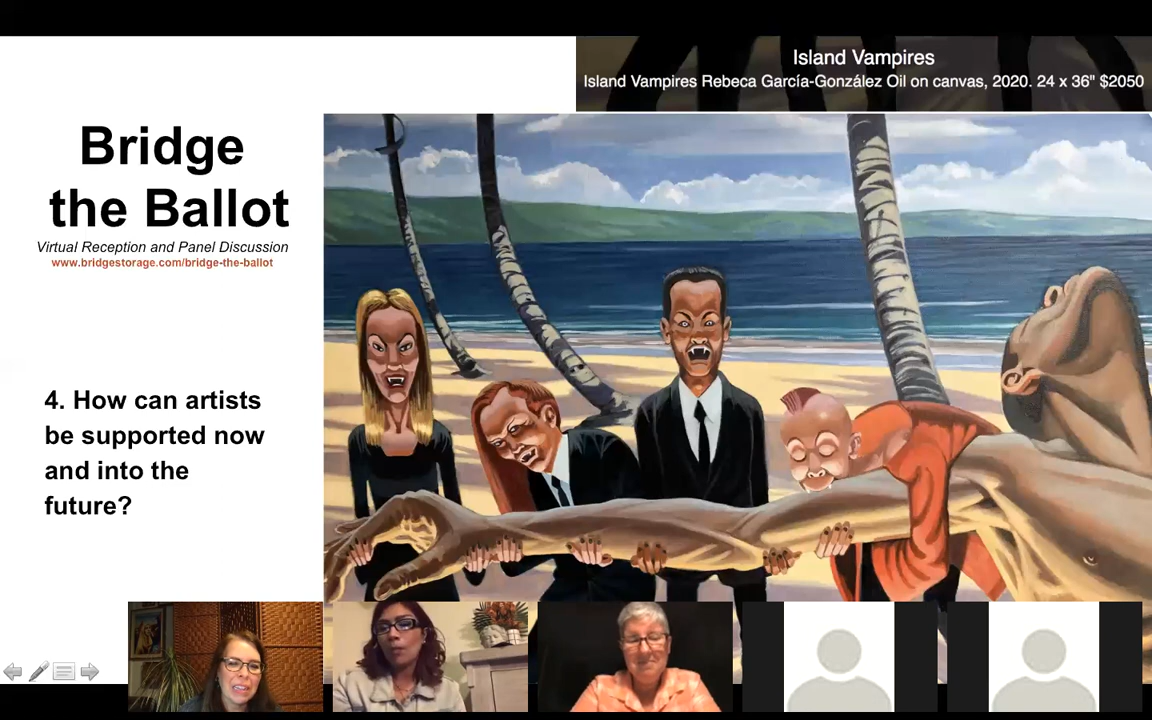 Island Vampires
Island Vampires Rebeca García-González Oil on canvas, 2020. 24 x 36" $2050
Bridge
the Ballot
Virtual Reception and Panel Discussion
www.bridgestorage.com/bridge-the-ballot
4. How can artists
be supported now
and into the
future?